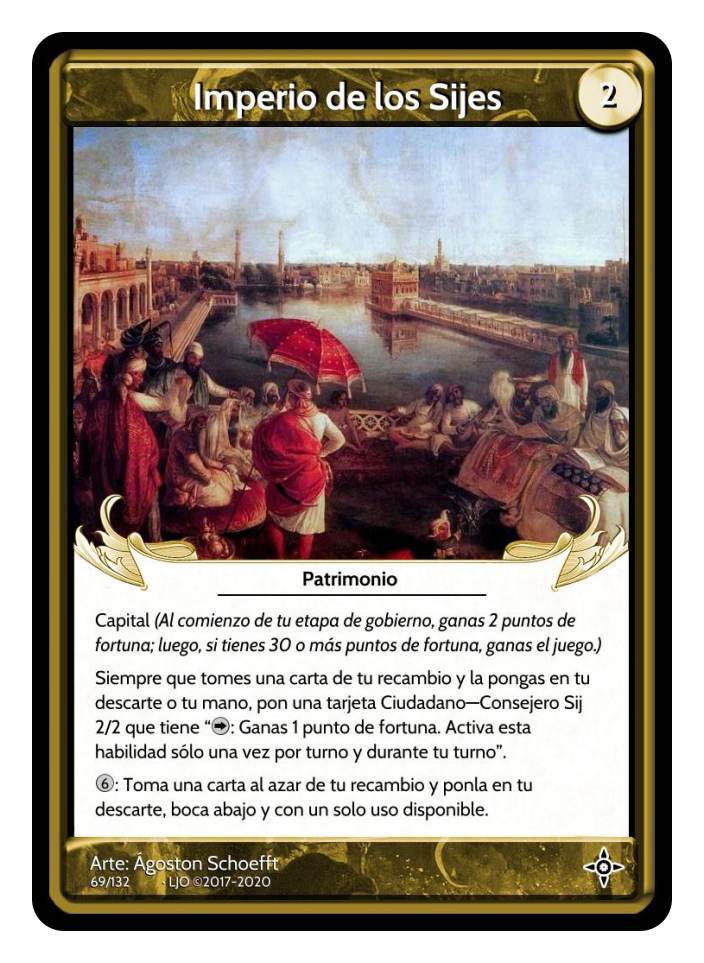 Imperio de los Sijes
2
Patrimonio
Capital (Al comienzo de tu etapa de gobierno, ganas 2 puntos de
fortuna; luego, si tienes 30 o más puntos de fortuna, ganas el juego.)
Siempre que tomes una carta de tu recambio y la pongas en tu
descarte o tu mano, pon una tarjeta Ciudadano—Consejero Sij
2/2 que tiene “➡: Ganas 1 punto de fortuna. Activa esta
habilidad sólo una vez por turno y durante tu turno”.
6: Toma una carta al azar de tu recambio y ponla en tu
descarte, boca abajo y con un solo uso disponible.
Arte: Ágoston Schoefft
69/132 · LJO ©2017-2020